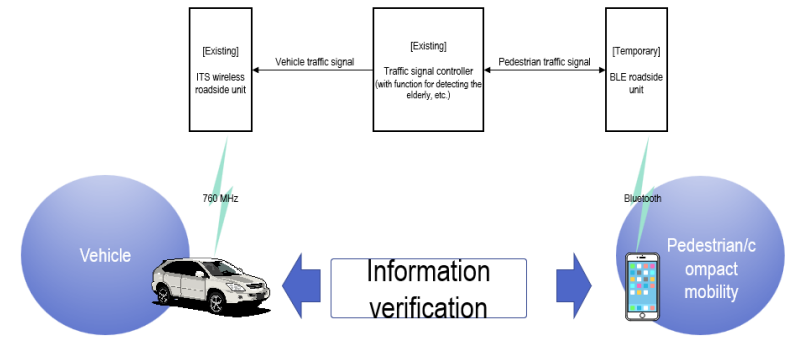 [Existing]
ITS wireless
roadside unit
Vehicle traffic signal
[Existing]
Traffic signal controller
(with function for detecting the
elderly, etc.)
Pedestrian traffic signal
[Temporary]
BLE roadside
unit
760 MHz
Bluetooth
Vehicle
Information
verification
Pedestrian/c
ompact
mobility